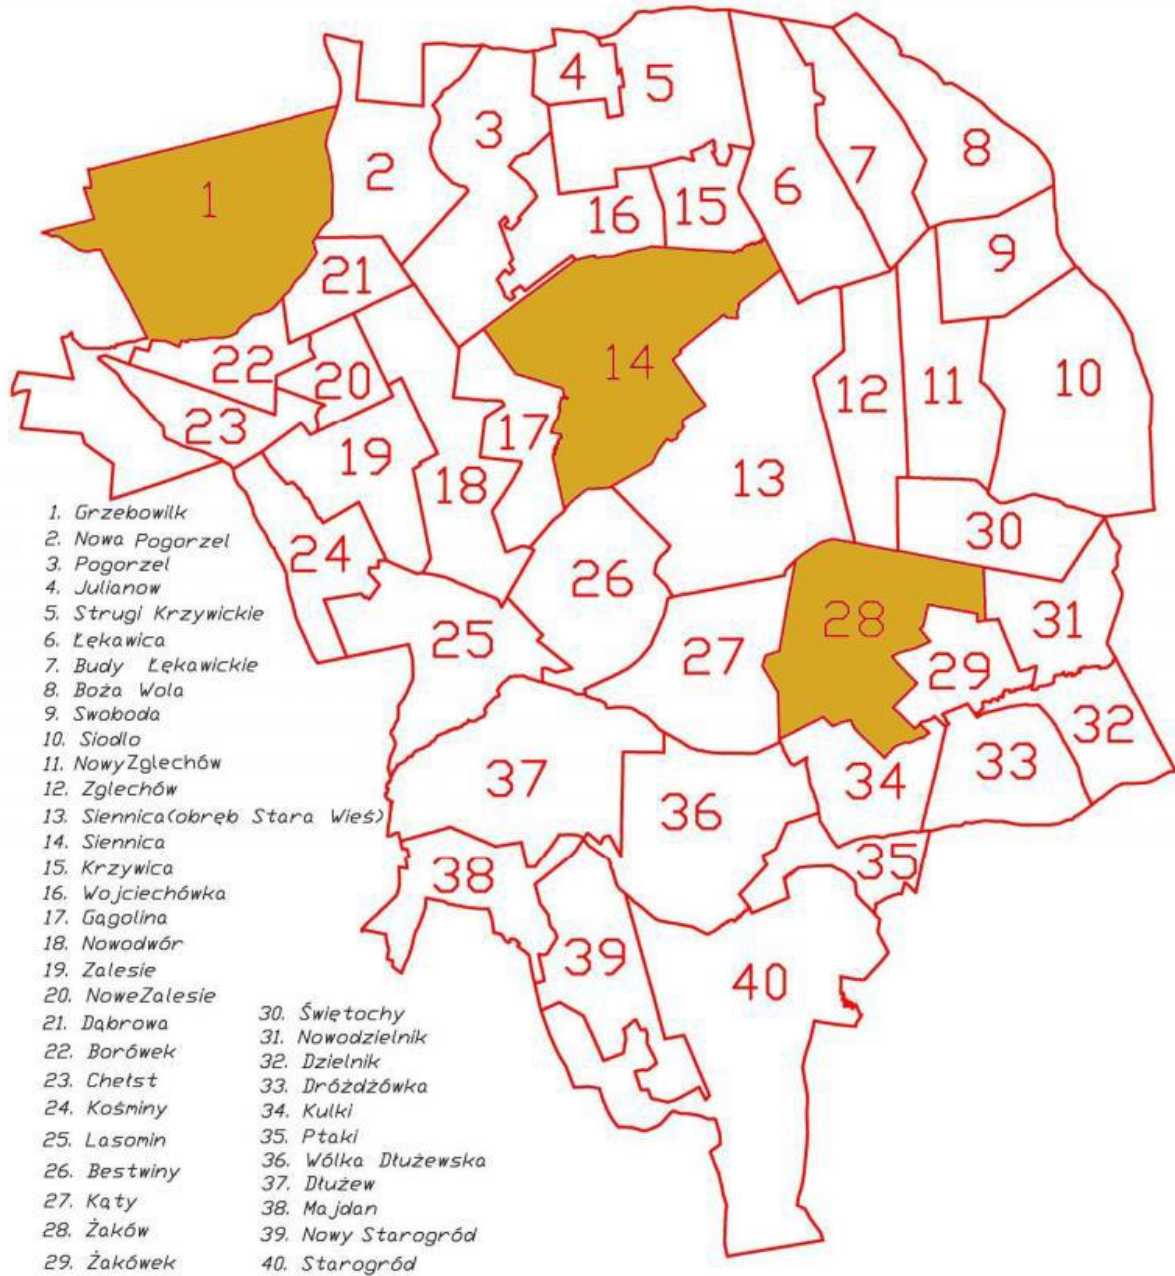 1
2
3
4
5
6
7
8
9
10
11
12
13
14
15
16
17
18
19
20
21
22
23
24
25
26
27
28
29
30
31
32
33
34
35
36
37
38
39
40
1. Grzebowilk
2. Nowa Pogorzel
3. Pogorzel
4. Julianow
5. Strugi Krzywickie
6. Łękawica
7. Budy Łękawickie
8. Boża Wola
9. Swoboda
10. Siodlo
11. NowyZglechów
12. Zglechów
13. Siennica(obręb Stara Wieś)
14. Siennica
15. Krzywica
16. Wojciechówka
17. Gągolina
18. Nowodwór
19. Zalesie
20. NoweZalesie
21. Dąbrowa
22. Borówek
23. Chełst
24. Kośminy
25. Lasomin
26. Bestwiny
27. Kąty
28. Żaków
29. Żakówek
30. Świętochy
31. Nowodzielnik
32. Dzielnik
33. Dróżdżówka
34. Kulki
35. Ptaki
36. Wólka Dłużewska
37. Dłużew
38. Majdan
39. Nowy Starogród
40. Starogród